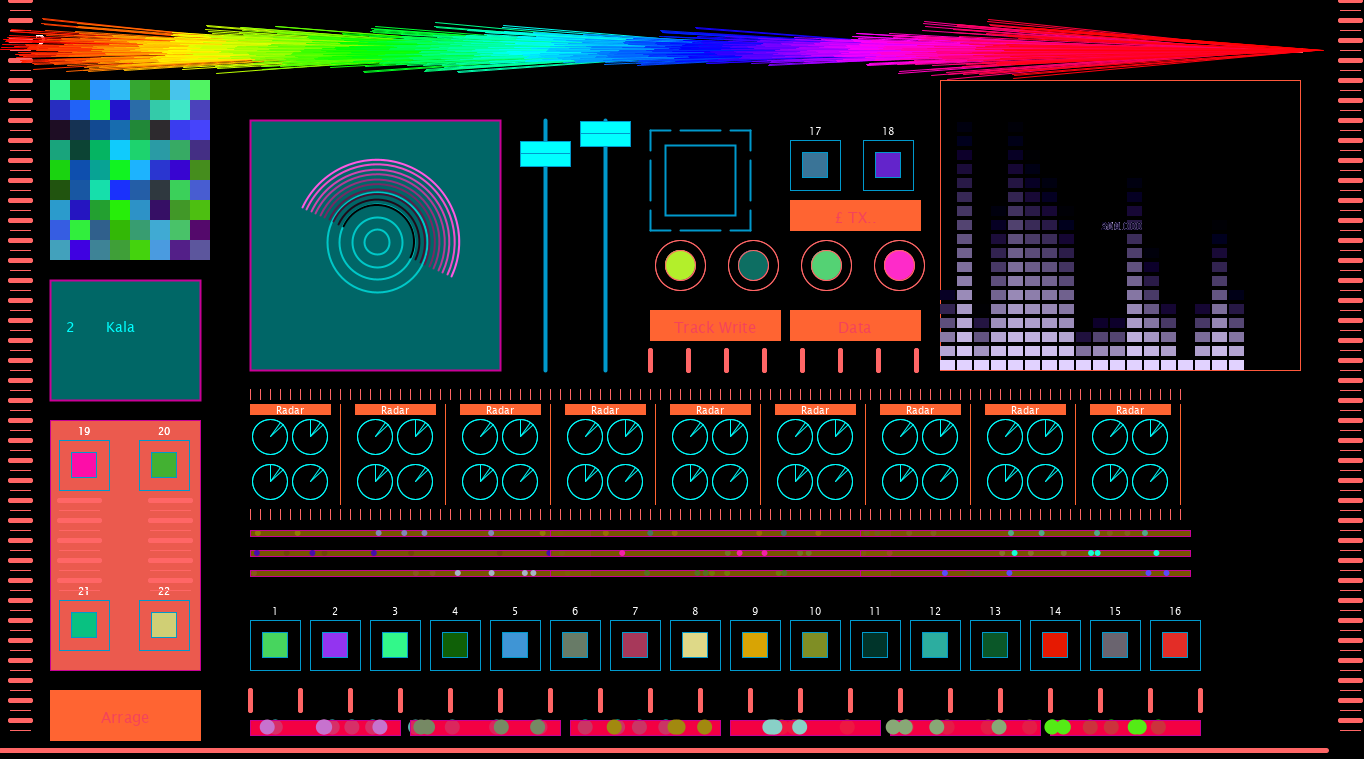 17 18
£ TX..
2 Kala
Track Write Data
Radar Radar Radar Radar Radar Radar Radar Radar Radar
19 20
21 22
1 2 3 4 5 6 7 8 9 10 11 12 13 14 15 16
Arrage